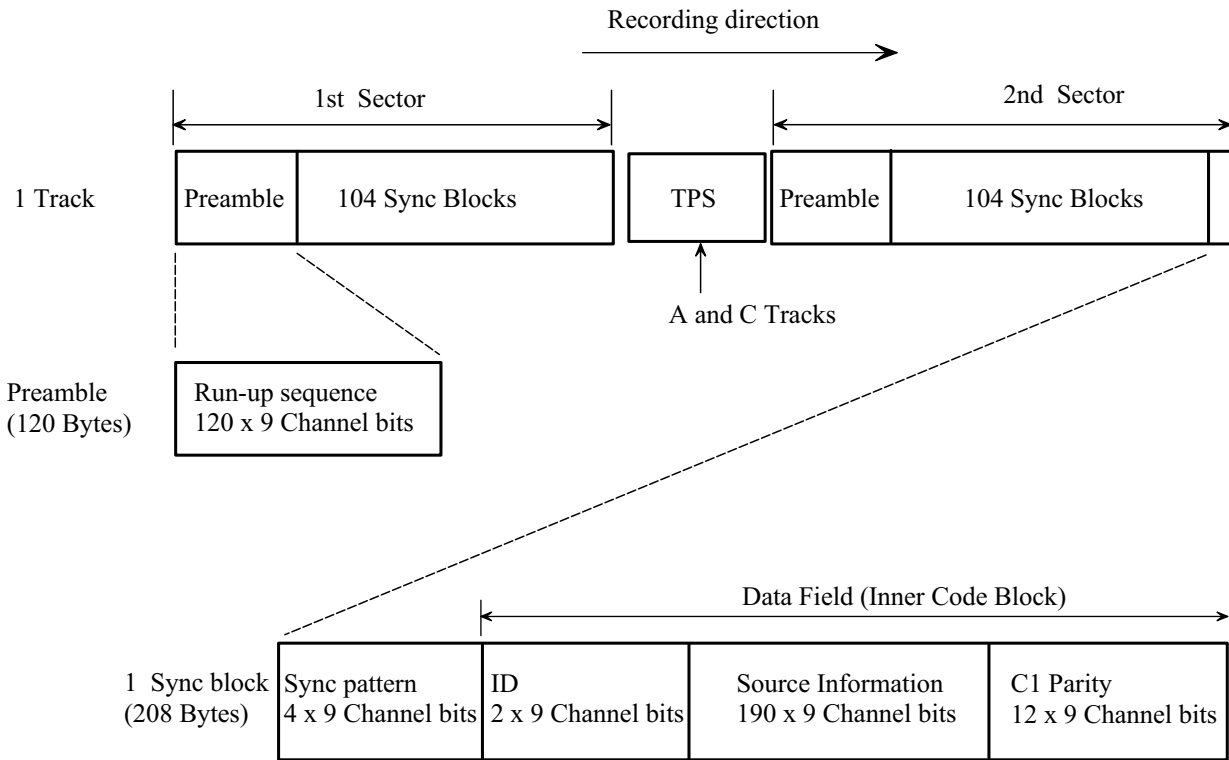 Recording direction
1st Sector
2nd Sector
1 Track
Preamble
104 Sync Blocks
TPS
Preamble
104 Sync Blocks
A and C Tracks
Preamble
(120 Bytes)
Run-up sequence
120 x 9 Channel bits
Data Field (Inner Code Block)
1 Sync block
(208 Bytes)
Sync pattern
4 x 9 Channel bits
ID
2 x 9 Channel bits
Source Information
190 x 9 Channel bits
C1 Parity
12 x 9 Channel bits